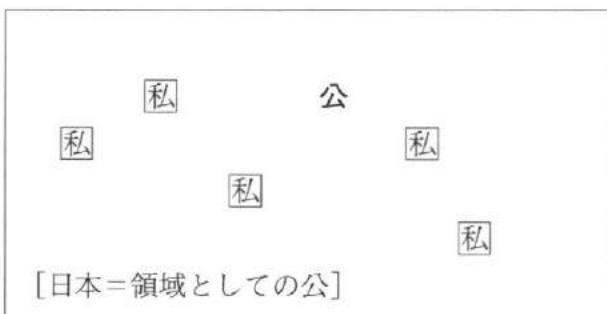 私 公
私 私
私
私
[日本=領域としての公]